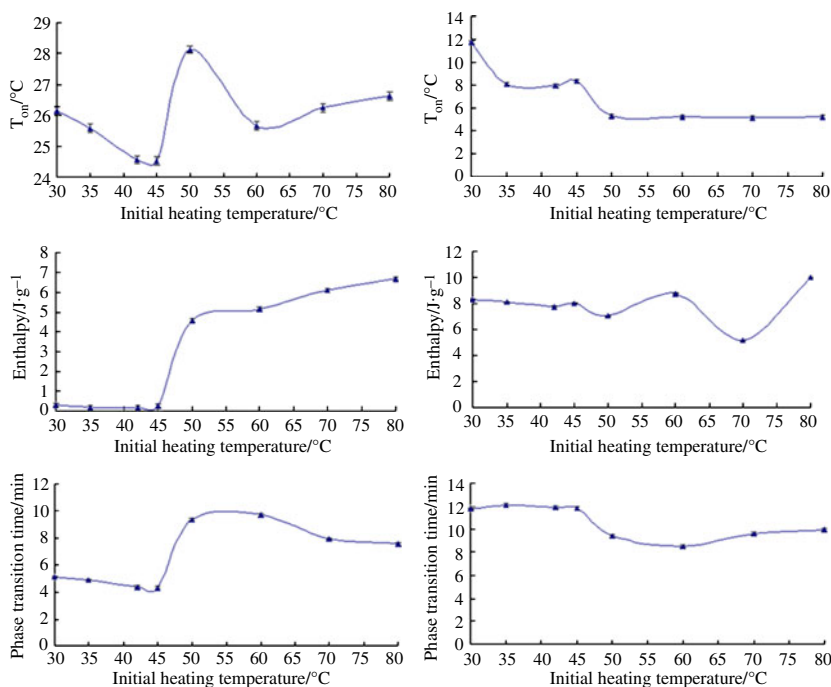 29
28
27
26
25
24
T_on/°C
30 35 40 45 50 55 60 65 70 75 80
Initial heating temperature/°C
14
12
10
8
6
4
2
0
T_on/°C
30 35 40 45 50 55 60 65 70 75 80
Initial heating temperature/°C
8
7
6
5
4
3
2
1
0
Enthalpy/J·g⁻¹
30 35 40 45 50 55 60 65 70 75 80
Initial heating temperature/°C
12
10
8
6
4
2
0
Enthalpy/J·g⁻¹
30 35 40 45 50 55 60 65 70 75 80
Initial heating temperature/°C
12
10
8
6
4
2
0
Phase transition time/min
30 35 40 45 50 55 60 65 70 75 80
Initial heating temperature/°C
14
12
10
8
6
4
2
0
Phase transition time/min
30 35 40 45 50 55 60 65 70 75 80
Initial heating temperature/°C